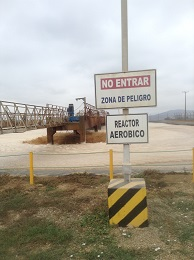 NO ENTRAR
ZONA DE PELIGRO
REACTOR
AEROBICO